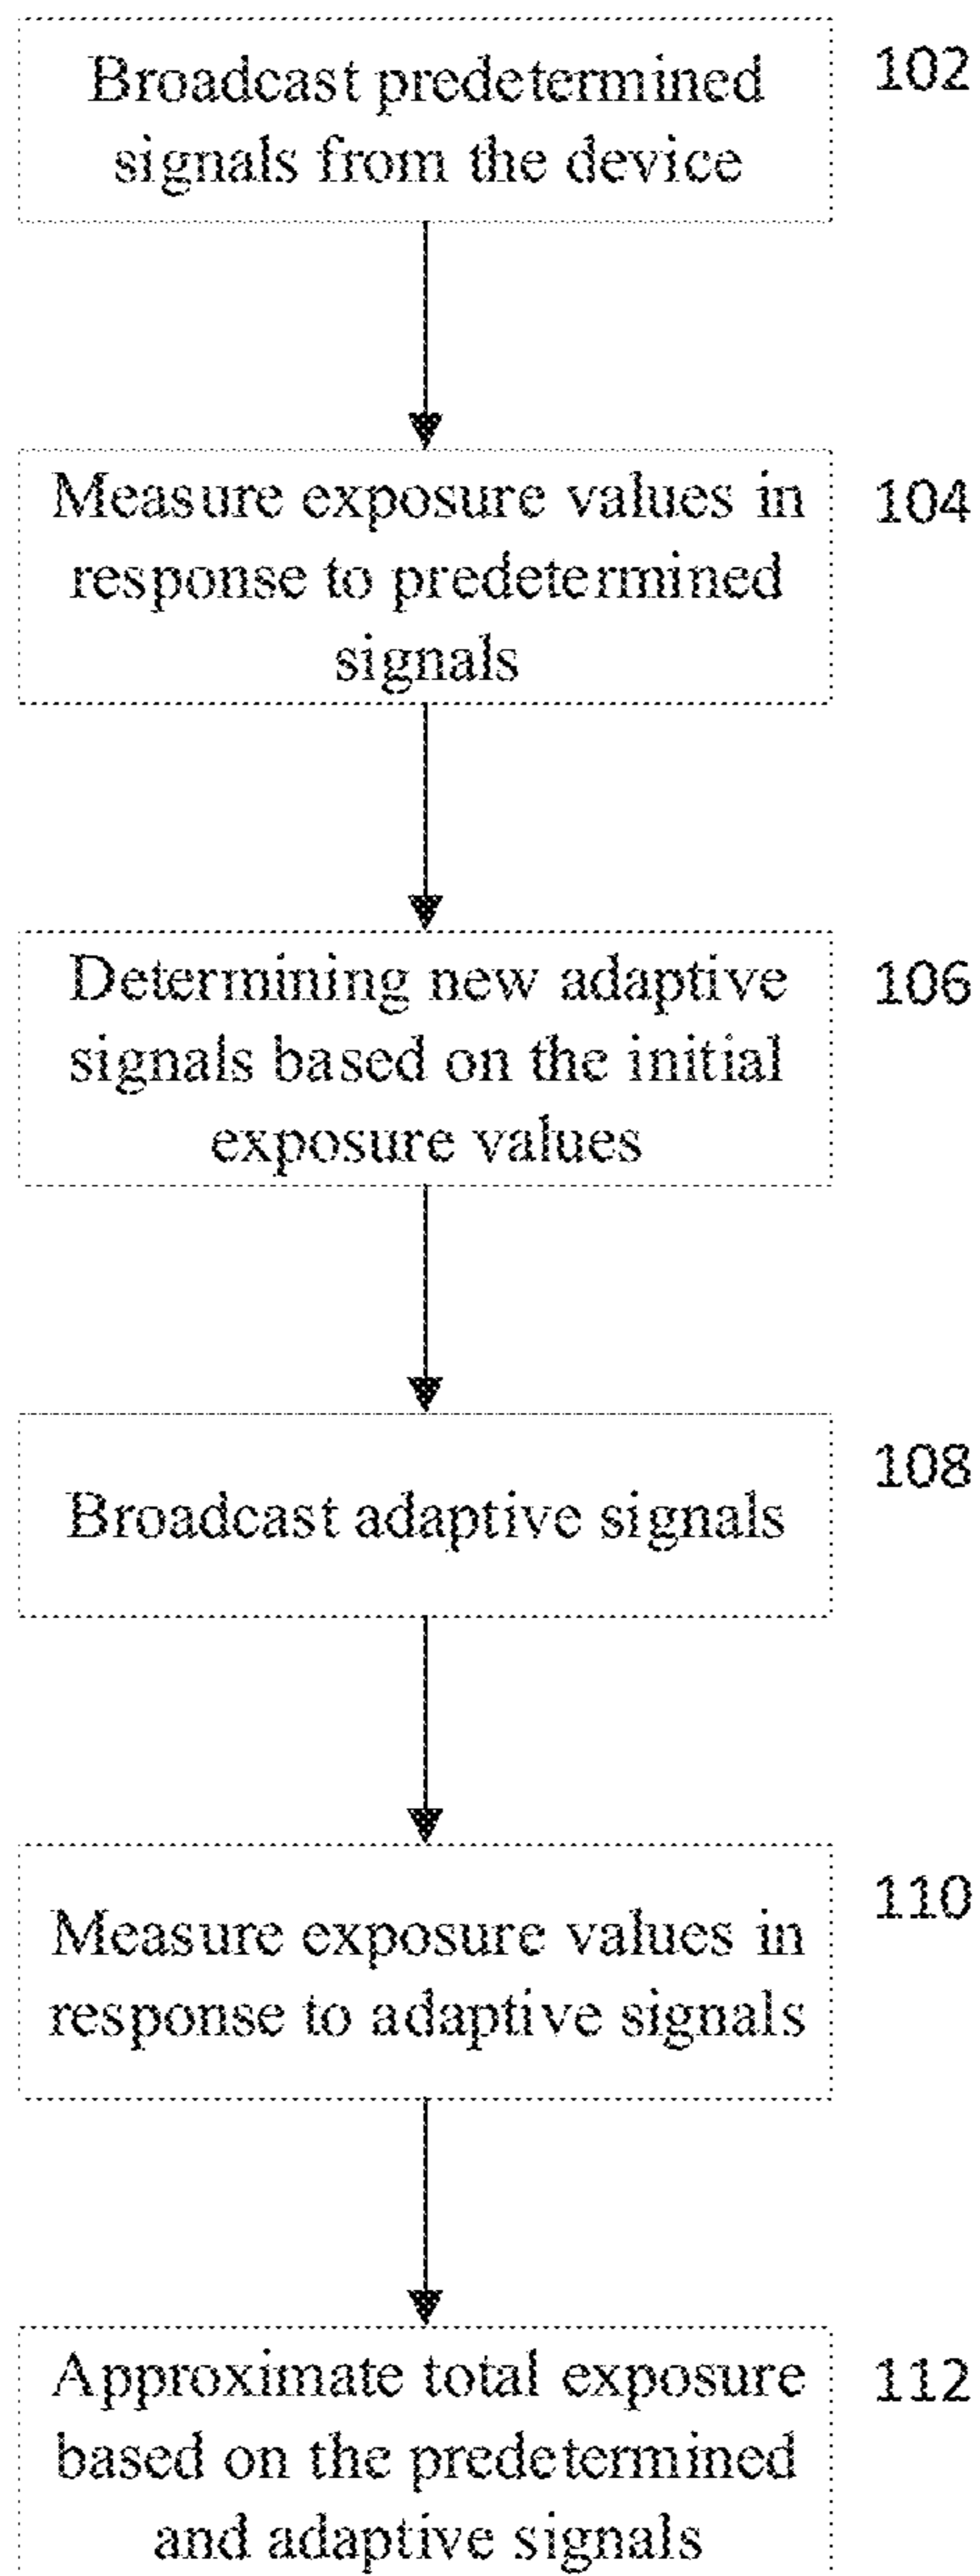 Broadcast predetermined
signals from the device
102
Measure exposure values in
response to predetermined
signals
104
Determining new adaptive
signals based on the initial
exposure values
106
Broadcast adaptive signals
108
Measure exposure values in
response to adaptive signals
110
Approximate total exposure
based on the predetermined
and adaptive signals
112